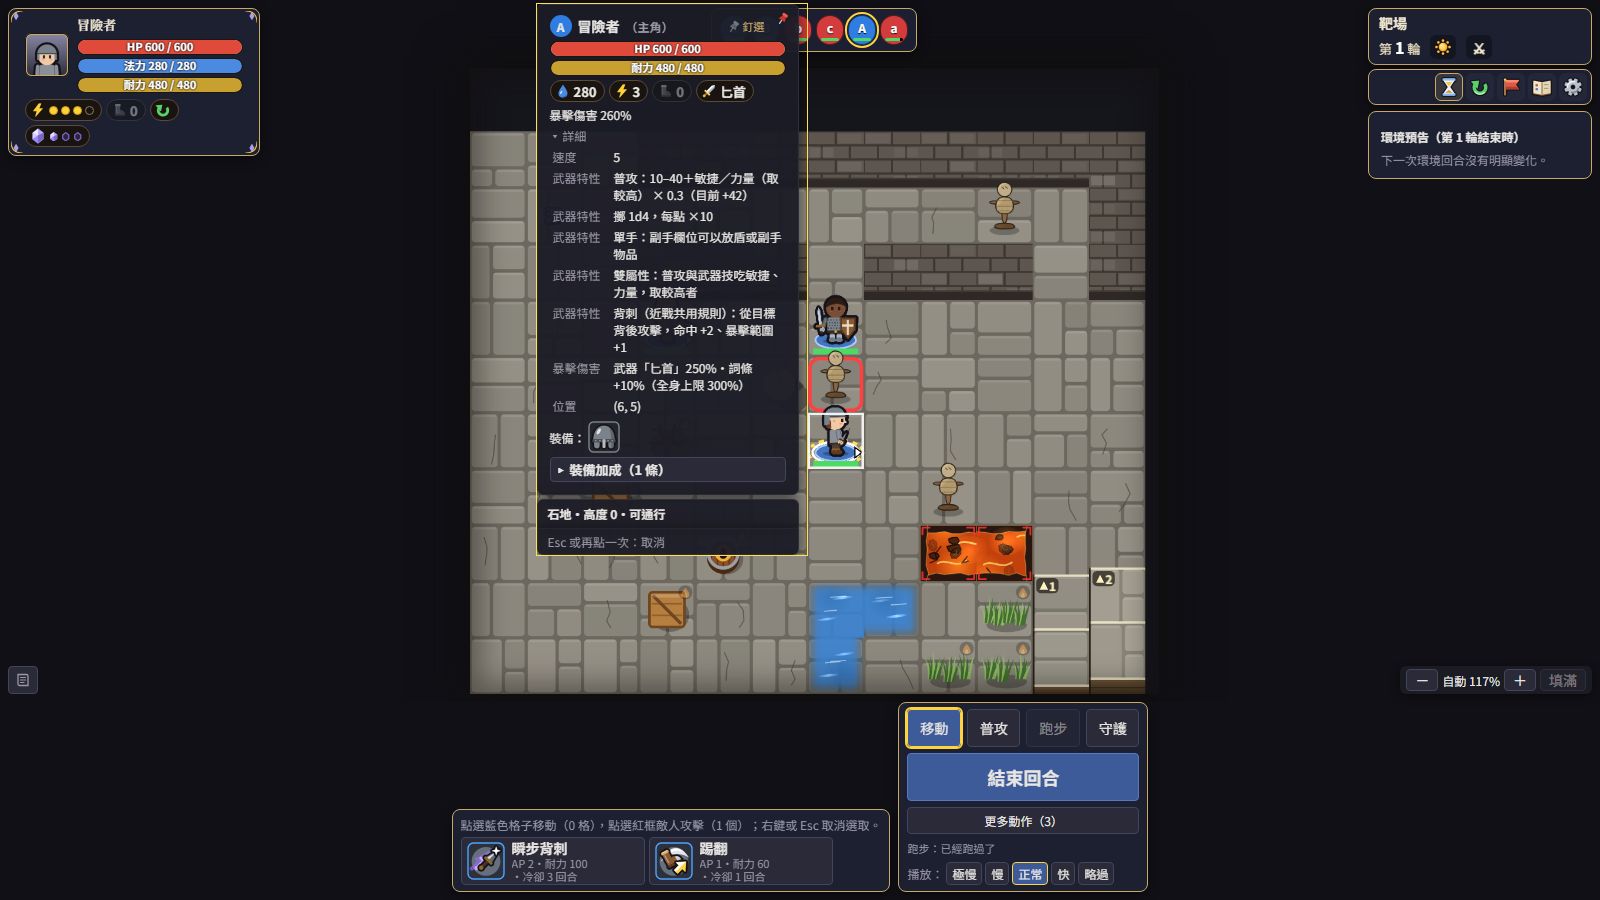 冒險者
HP 600 / 600
法力 280 / 280
耐力 480 / 480
0
A 冒險者 （主角）
釘選
HP 600 / 600
耐力 480 / 480
280
3
0
匕首
暴擊傷害 260%
詳細
速度 5
武器特性 普攻：10–40＋敏捷／力量（取
較高） × 0.3（目前 +42）
武器特性 擲 1d4，每點 ×10
武器特性 單手：副手欄位可以放盾或副手
物品
武器特性 雙屬性：普攻與武器技吃敏捷、
力量，取較高者
武器特性 背刺（近戰共用規則）：從目標
背後攻擊，命中 +2、暴擊範圍
+1
暴擊傷害 武器「匕首」250%・詞條
+10%（全身上限 300%）
位置 (6, 5)
裝備：
▸ 裝備加成（1 條）
石地・高度 0・可通行
Esc 或再點一次：取消
c
A
a
靶場
第 1 輪
環境預告（第 1 輪結束時）
下一次環境回合沒有明顯變化。
▲1
▲2
− 自動 117% + 填滿
移動
普攻
跑步
守護
結束回合
更多動作（3）
跑步：已經跑過了
播放： 極慢 慢 正常 快 略過
點選藍色格子移動（0 格），點選紅框敵人攻擊（1 個）；右鍵或 Esc 取消選取。
瞬步背刺
AP 2・耐力 100
・冷卻 3 回合
踢翻
AP 1・耐力 60
・冷卻 1 回合